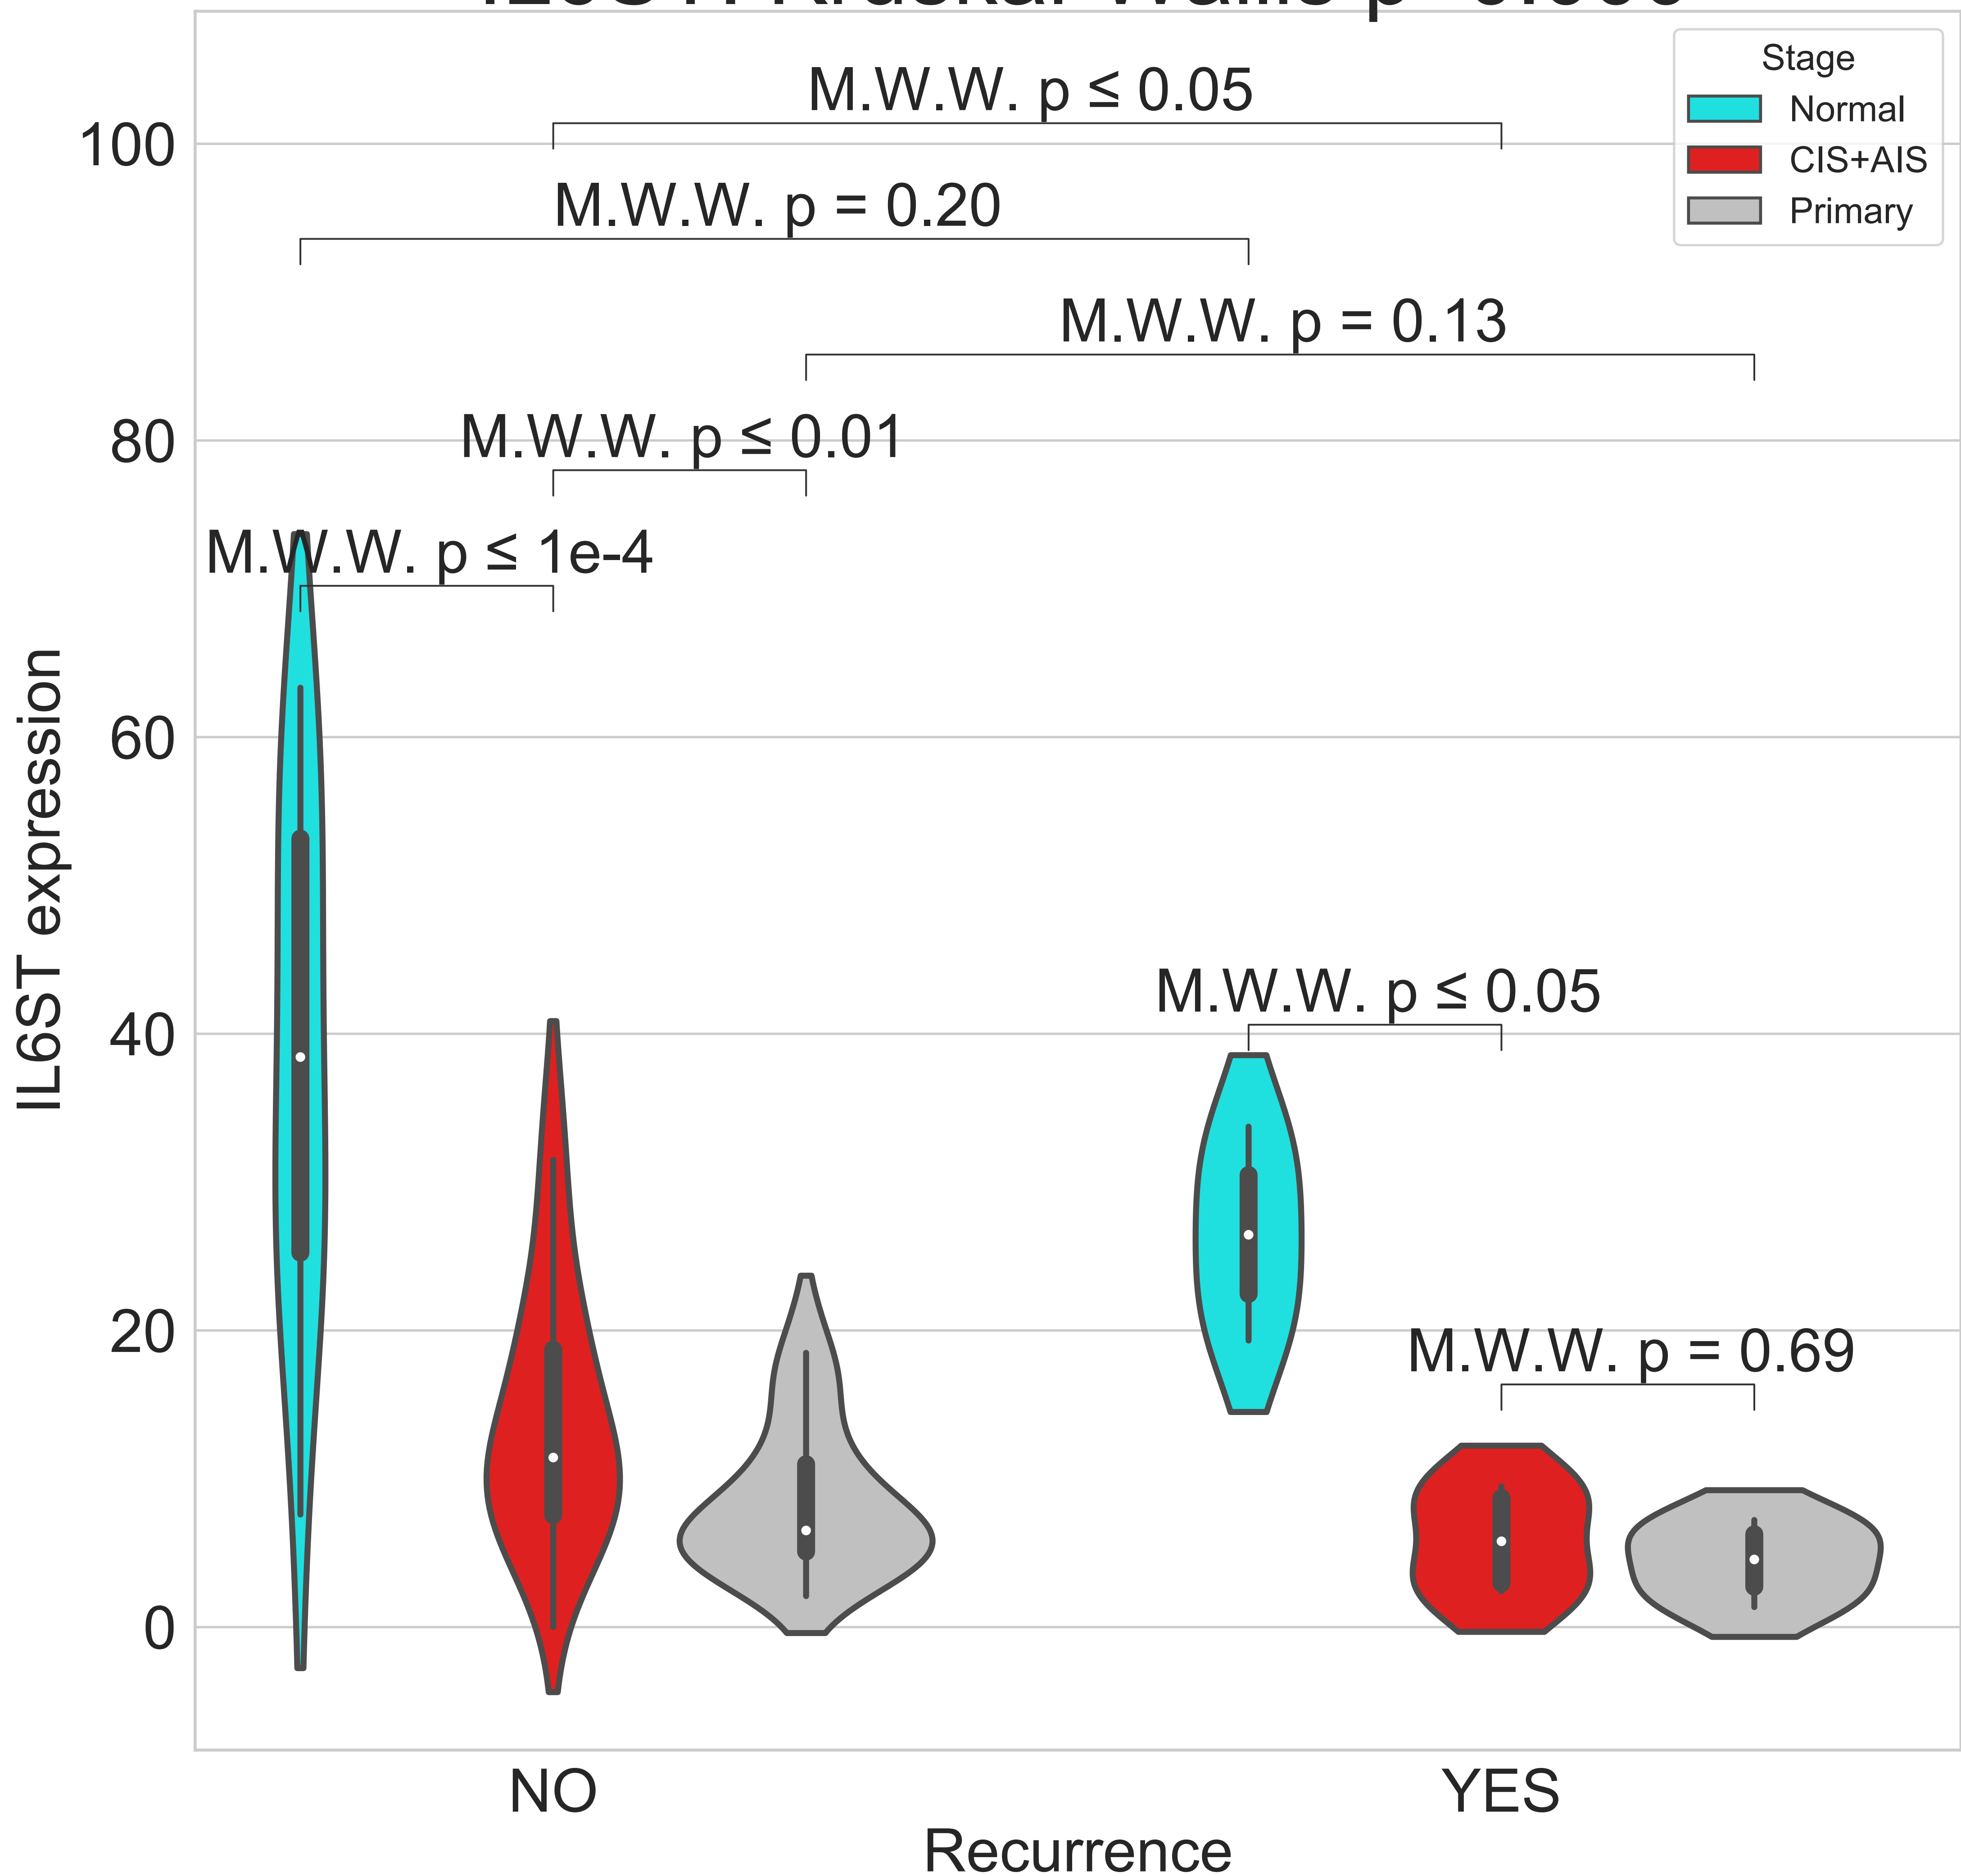 Stage
Normal
CIS+AIS
Primary
M.W.W. p ≤ 0.05
M.W.W. p = 0.20
M.W.W. p = 0.13
M.W.W. p ≤ 0.01
M.W.W. p ≤ 1e-4
M.W.W. p ≤ 0.05
M.W.W. p = 0.69
IL6ST expression
100
80
60
40
20
0
NO
YES
Recurrence